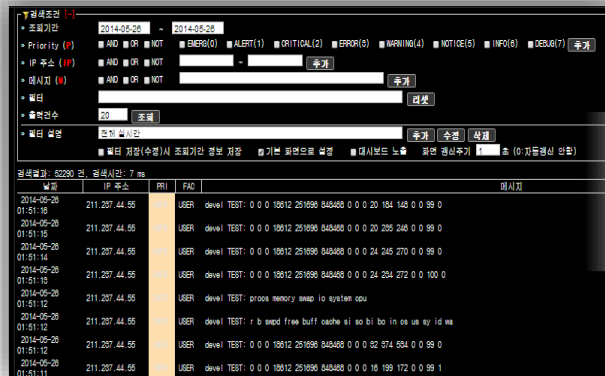 검색조건 [-]
» 조회기간 2014-05-26 ~ 2014-05-26
» Priority (P) AND OR NOT EMERG(0) ALERT(1) CRITICAL(2) ERROR(3) WARNING(4) NOTICE(5) INFO(6) DEBUG(7) 추가
» IP 주소 (IP) AND OR NOT ~ 추가
» 메시지 (M) AND OR NOT 추가
» 필터 리셋
» 출력건수 20 조회
» 필터 설명 전체 실시간 추가 수정 삭제
필터 저장(수정)시 조회기간 정보 저장 기본 화면으로 설정 대시보드 노출 화면 갱신주기 1 초 (0:자동갱신 안함)
검색결과: 52290 건, 검색시간: 7 ms
날짜 IP 주소 PRI FAC 메시지
2014-05-26
01:51:16 211.237.44.55 USER devel TEST: 0 0 0 18612 251696 848468 0 0 0 20 184 148 0 0 99 0
2014-05-26
01:51:15 211.237.44.55 USER devel TEST: 0 0 0 18612 251696 848468 0 0 0 20 235 246 0 0 99 0
2014-05-26
01:51:14 211.237.44.55 USER devel TEST: 0 0 0 18612 251696 848468 0 0 0 24 245 270 0 0 99 0
2014-05-26
01:51:13 211.237.44.55 USER devel TEST: 0 0 0 18612 251696 848468 0 0 0 24 284 272 0 0 100 0
2014-05-26
01:51:12 211.237.44.55 USER devel TEST: procs memory swap io system cpu
2014-05-26
01:51:12 211.237.44.55 USER devel TEST: r b swpd free buff cache si so bi bo in cs us sy id wa
2014-05-26
01:51:12 211.237.44.55 USER devel TEST: 0 0 0 18612 251696 848468 0 0 0 32 374 534 0 0 99 0
2014-05-26
01:51:11 211.237.44.55 USER devel TEST: 0 0 0 18612 251696 848468 0 0 0 16 199 172 0 0 99 1